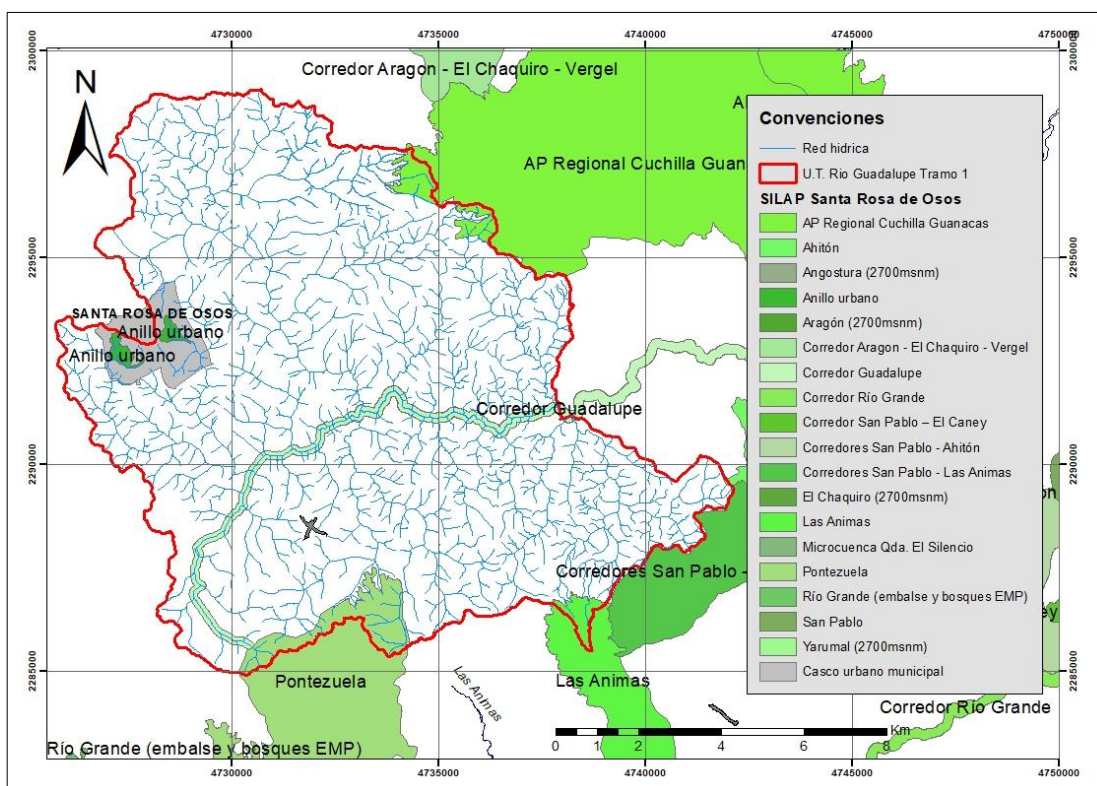 4730000
4735000
4740000
4745000
4750000
2300000
2300000
Corredor Aragon - El Chaquiro - Vergel
N
AP Regional Cuchilla Guan
2295000
2295000
SANTA ROSA DE OSOS
Anillo urbano
Anillo urbano
Corredor Guadalupe
2290000
2290000
Corredores San Pablo -
2285000
2285000
Pontezuela
Las Animas
Las Animas
Corredor Río Grande
Río Grande (embalse y bosques EMP)
0 1 2 4 6 8
Km
4730000
4735000
4740000
4745000
4750000
Convenciones
Red hídrica
U.T. Rio Guadalupe Tramo 1
SILAP Santa Rosa de Osos
AP Regional Cuchilla Guanacas
Ahitón
Angostura (2700msnm)
Anillo urbano
Aragón (2700msnm)
Corredor Aragon - El Chaquiro - Vergel
Corredor Guadalupe
Corredor Río Grande
Corredor San Pablo – El Caney
Corredores San Pablo - Ahitón
Corredores San Pablo - Las Animas
El Chaquiro (2700msnm)
Las Animas
Microcuenca Qda. El Silencio
Pontezuela
Río Grande (embalse y bosques EMP)
San Pablo
Yarumal (2700msnm)
Casco urbano municipal